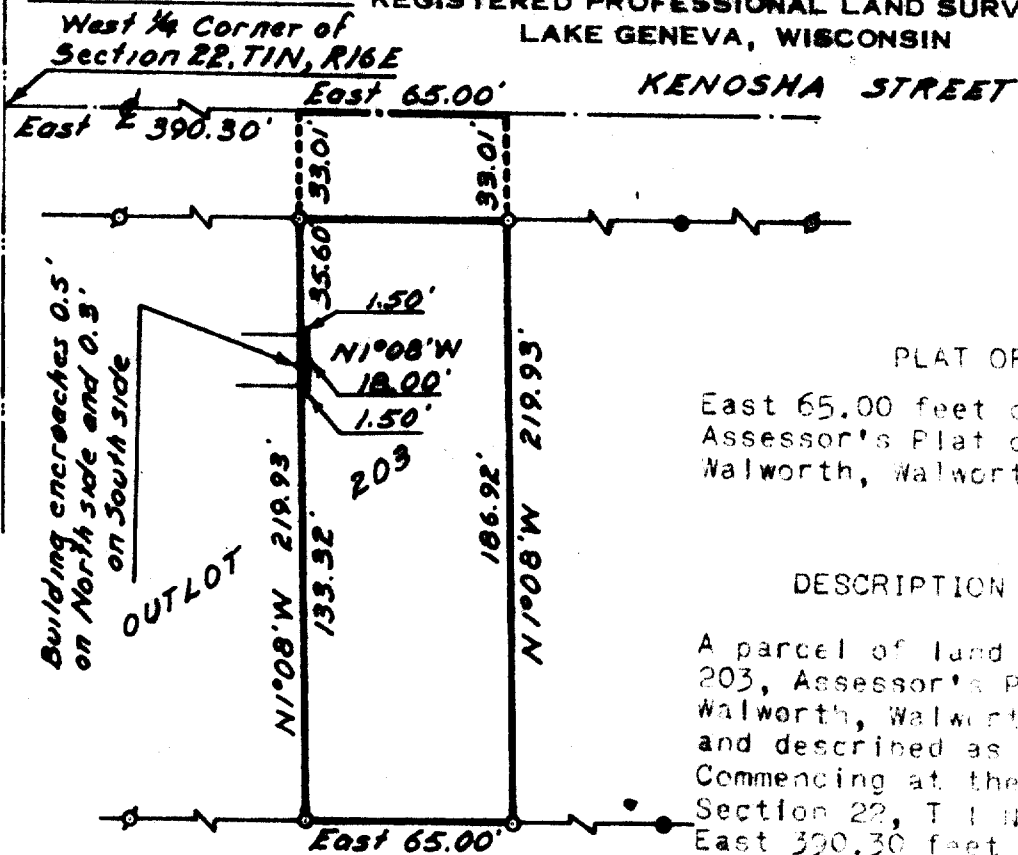 REGISTERED PROFESSIONAL LAND SURV
LAKE GENEVA, WISCONSIN
West ¼ Corner of
Section 22, T1N, R16E
KENOSHA STREET
East 65.00'
East ₵ 390.30'
33.01'
33.01'
35.60'
1.50'
N1°08'W
18.00'
1.50'
203
OUTLOT
Building encroaches 0.5'
on North side and 0.3'
on South side
N1°08'W 219.93'
133.32'
186.92'
N1°08'W 219.93'
East 65.00'
PLAT OF
East 65.00 feet o
Assessor's Plat o
Walworth, Walwort
DESCRIPTION
A parcel of land
203, Assessor's P
Walworth, Walwort
and described as
Commencing at the
Section 22, T 1 N
East 390.30 feet